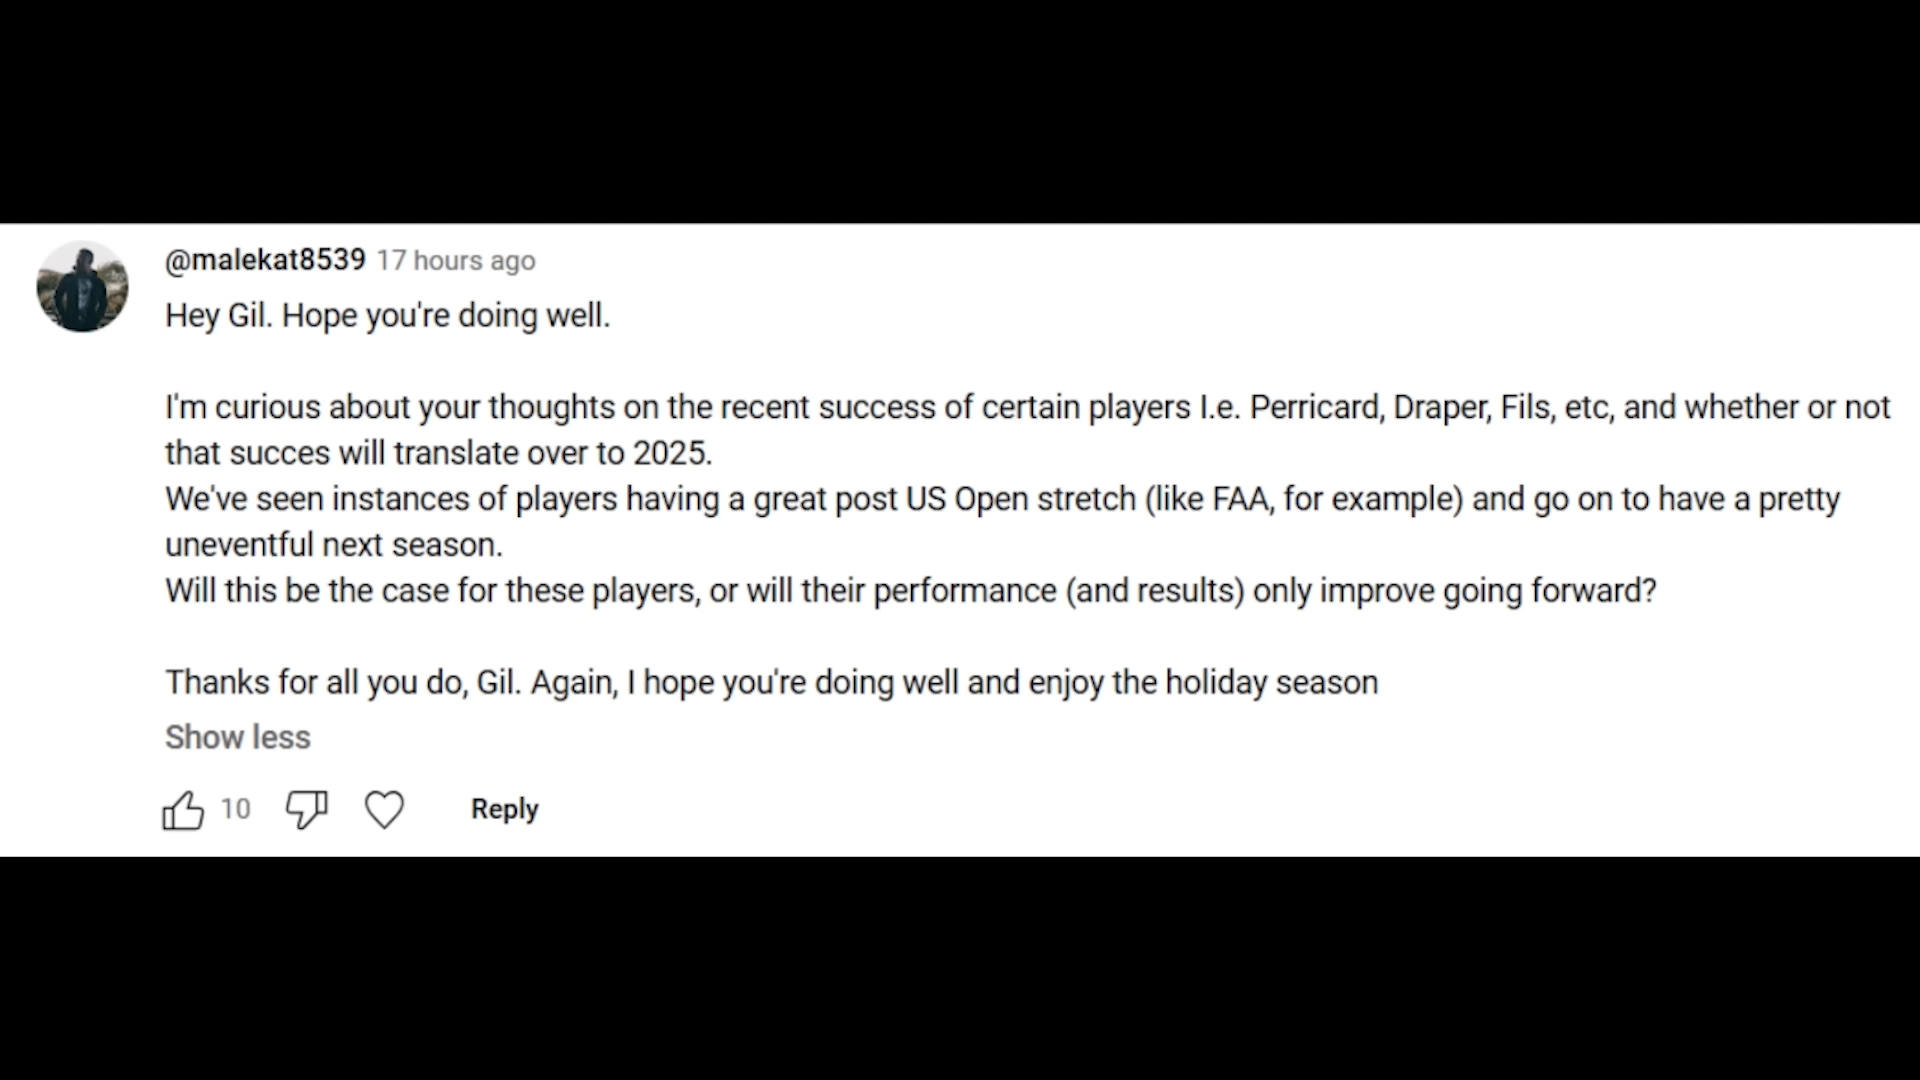 @malekat8539 17 hours ago
Hey Gil. Hope you're doing well.
I'm curious about your thoughts on the recent success of certain players I.e. Perricard, Draper, Fils, etc, and whether or not
that succes will translate over to 2025.
We've seen instances of players having a great post US Open stretch (like FAA, for example) and go on to have a pretty
uneventful next season.
Will this be the case for these players, or will their performance (and results) only improve going forward?
Thanks for all you do, Gil. Again, I hope you're doing well and enjoy the holiday season
Show less
10 Reply